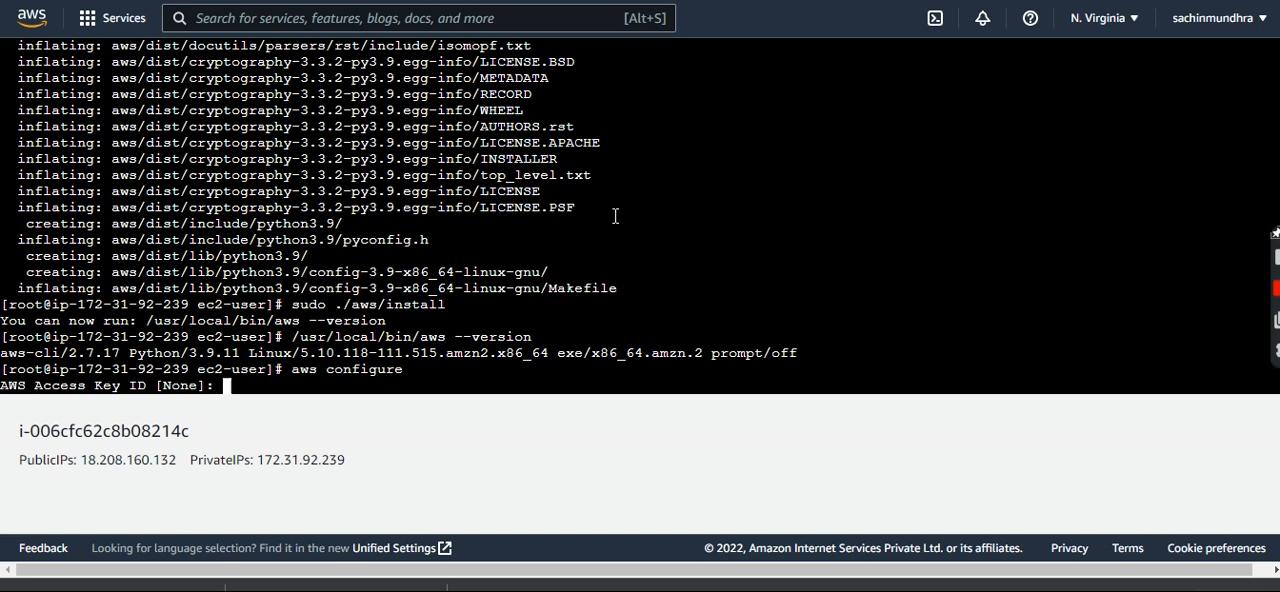 aws
Services
Search for services, features, blogs, docs, and more [Alt+S]
N. Virginia
sachinmundhra
inflating: aws/dist/docutils/parsers/rst/include/isomopf.txt
inflating: aws/dist/cryptography-3.3.2-py3.9.egg-info/LICENSE.BSD
inflating: aws/dist/cryptography-3.3.2-py3.9.egg-info/METADATA
inflating: aws/dist/cryptography-3.3.2-py3.9.egg-info/RECORD
inflating: aws/dist/cryptography-3.3.2-py3.9.egg-info/WHEEL
inflating: aws/dist/cryptography-3.3.2-py3.9.egg-info/AUTHORS.rst
inflating: aws/dist/cryptography-3.3.2-py3.9.egg-info/LICENSE.APACHE
inflating: aws/dist/cryptography-3.3.2-py3.9.egg-info/INSTALLER
inflating: aws/dist/cryptography-3.3.2-py3.9.egg-info/top_level.txt
inflating: aws/dist/cryptography-3.3.2-py3.9.egg-info/LICENSE
inflating: aws/dist/cryptography-3.3.2-py3.9.egg-info/LICENSE.PSF
creating: aws/dist/include/python3.9/
inflating: aws/dist/include/python3.9/pyconfig.h
creating: aws/dist/lib/python3.9/
creating: aws/dist/lib/python3.9/config-3.9-x86_64-linux-gnu/
inflating: aws/dist/lib/python3.9/config-3.9-x86_64-linux-gnu/Makefile
[root@ip-172-31-92-239 ec2-user]# sudo ./aws/install
You can now run: /usr/local/bin/aws --version
[root@ip-172-31-92-239 ec2-user]# /usr/local/bin/aws --version
aws-cli/2.7.17 Python/3.9.11 Linux/5.10.118-111.515.amzn2.x86_64 exe/x86_64.amzn.2 prompt/off
[root@ip-172-31-92-239 ec2-user]# aws configure
AWS Access Key ID [None]:
i-006cfc62c8b08214c
PublicIPs: 18.208.160.132 PrivateIPs: 172.31.92.239
Feedback
Looking for language selection? Find it in the new Unified Settings
© 2022, Amazon Internet Services Private Ltd. or its affiliates.
Privacy
Terms
Cookie preferences